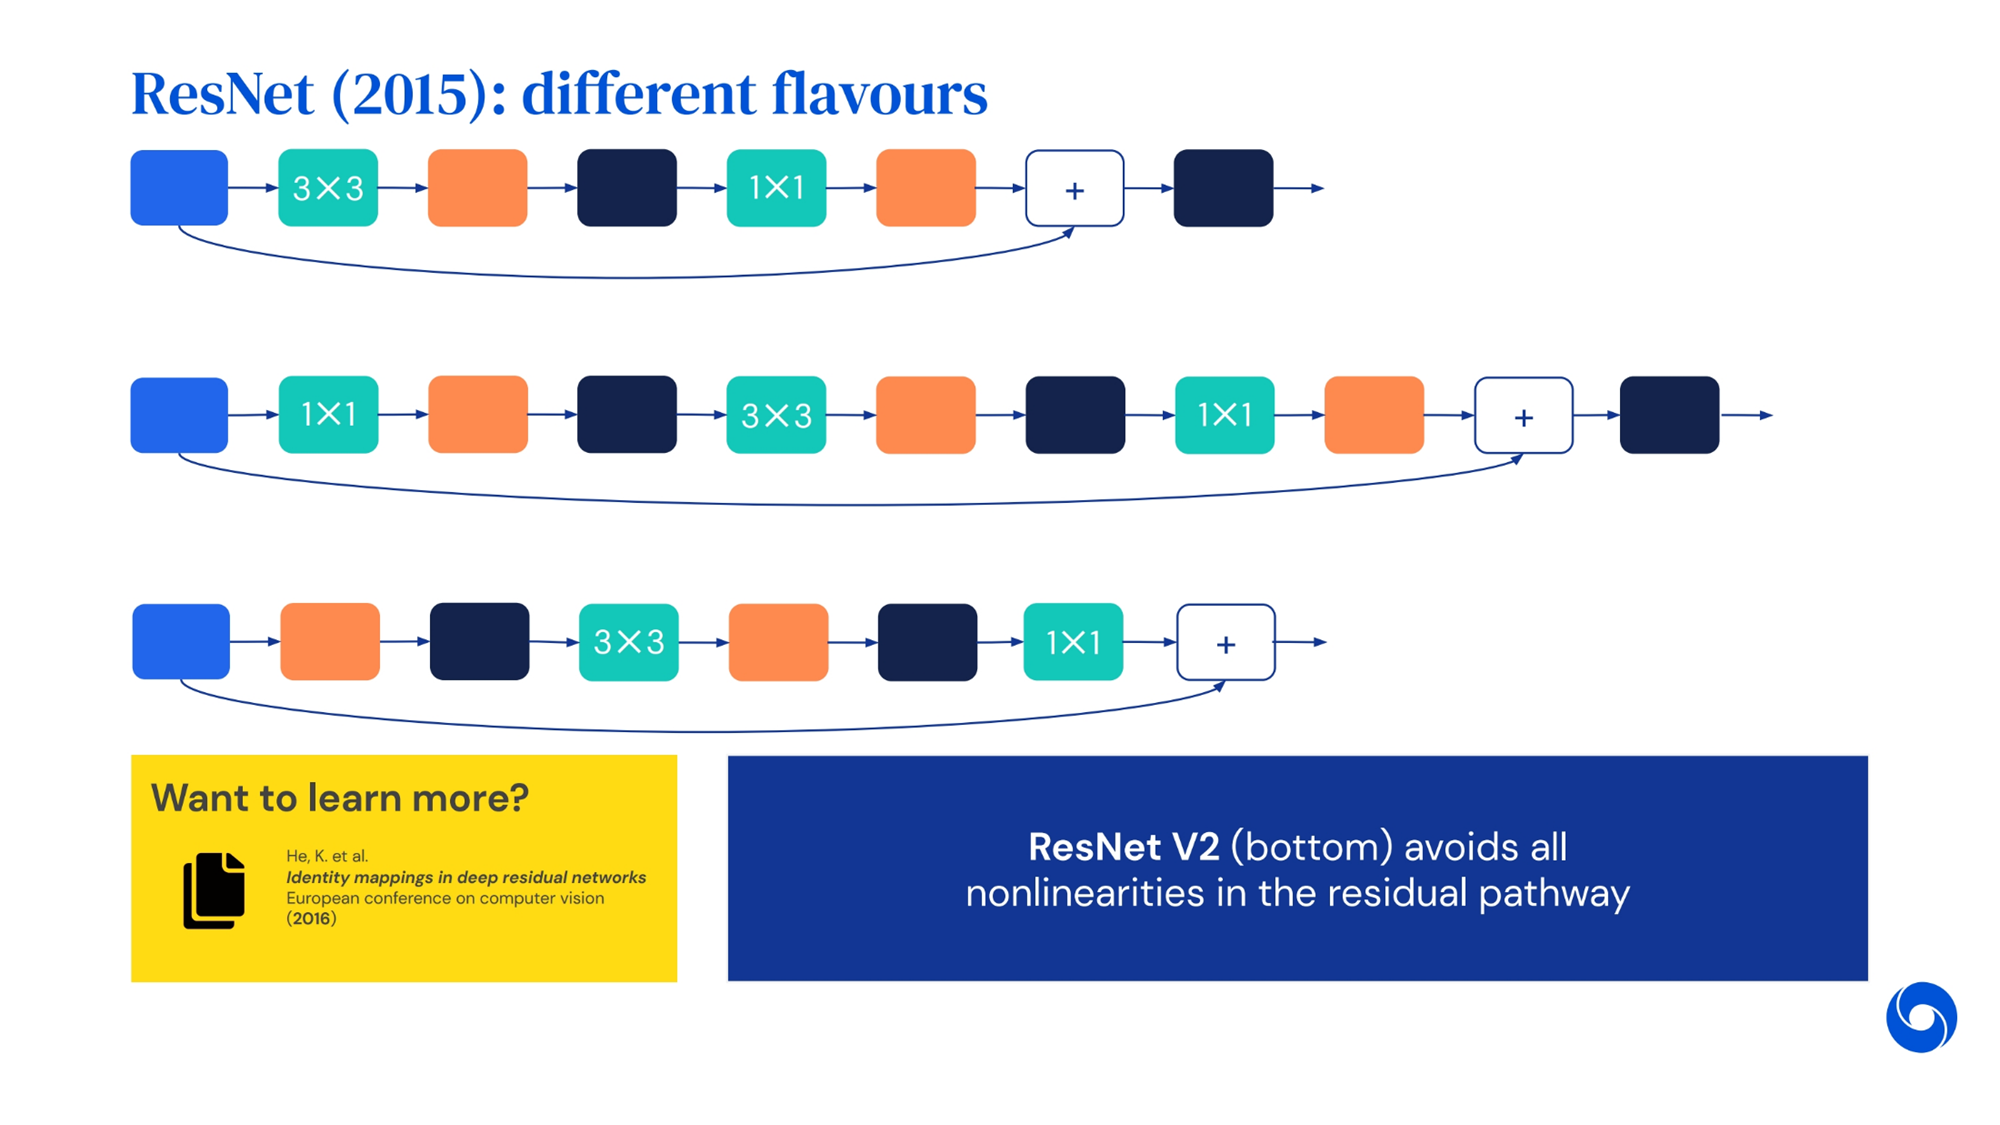 ResNet (2015): different flavours
3×3 1×1 +
1×1 3×3 1×1 +
3×3 1×1 +
Want to learn more?
He, K. et al.
Identity mappings in deep residual networks
European conference on computer vision
(2016)
ResNet V2 (bottom) avoids all
nonlinearities in the residual pathway